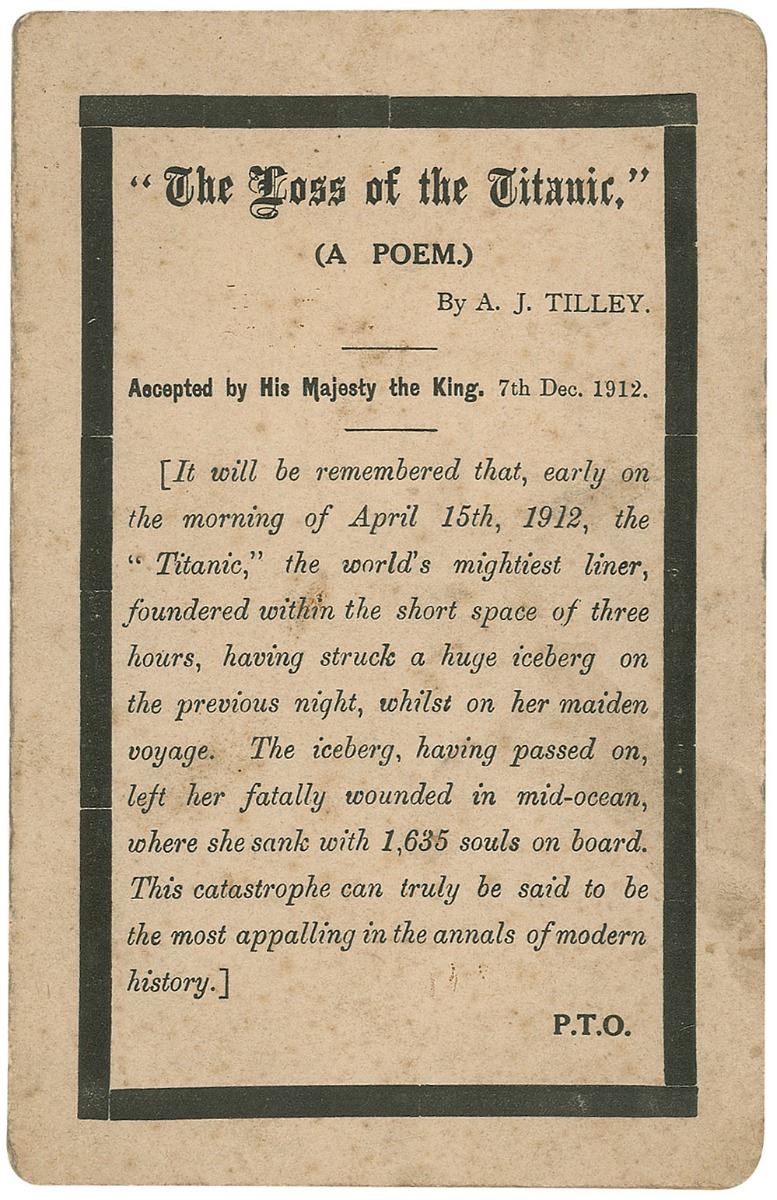 “The Loss of the Titanic.”
(A POEM.)
By A. J. TILLEY.
Accepted by His Majesty the King. 7th Dec. 1912.
[It will be remembered that, early on
the morning of April 15th, 1912, the
“Titanic,” the world’s mightiest liner,
foundered within the short space of three
hours, having struck a huge iceberg on
the previous night, whilst on her maiden
voyage. The iceberg, having passed on,
left her fatally wounded in mid-ocean,
where she sank with 1,635 souls on board.
This catastrophe can truly be said to be
the most appalling in the annals of modern
history.]
P.T.O.